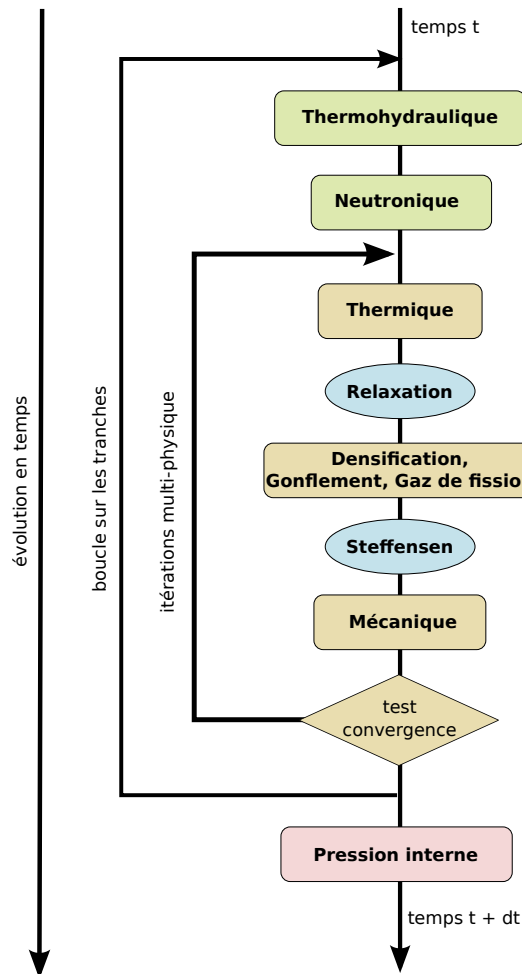 temps t
Thermohydraulique
Neutronique
Thermique
Relaxation
Densification,
Gonflement, Gaz de fissio
Steffensen
Mécanique
test
convergence
Pression interne
temps t + dt
évolution en temps
boucle sur les tranches
itérations multi-physique